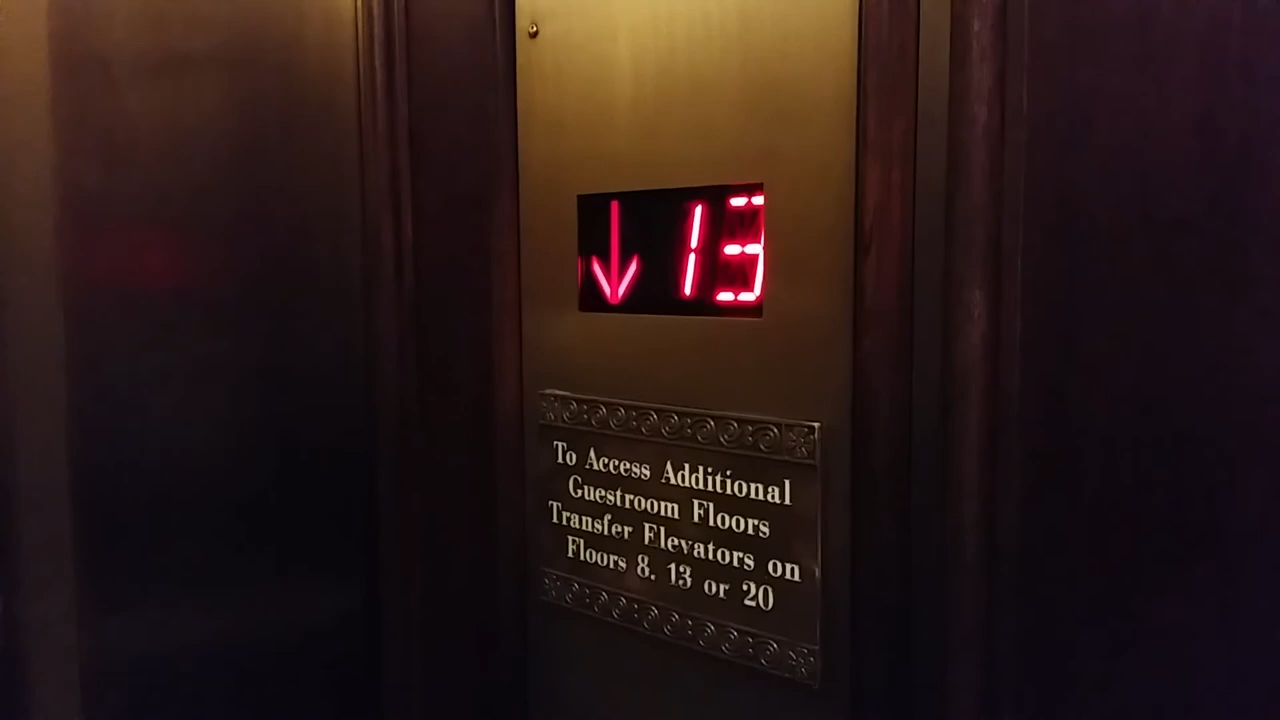 ↓ 13
To Access Additional
Guestroom Floors
Transfer Elevators on
Floors 8. 13 or 20